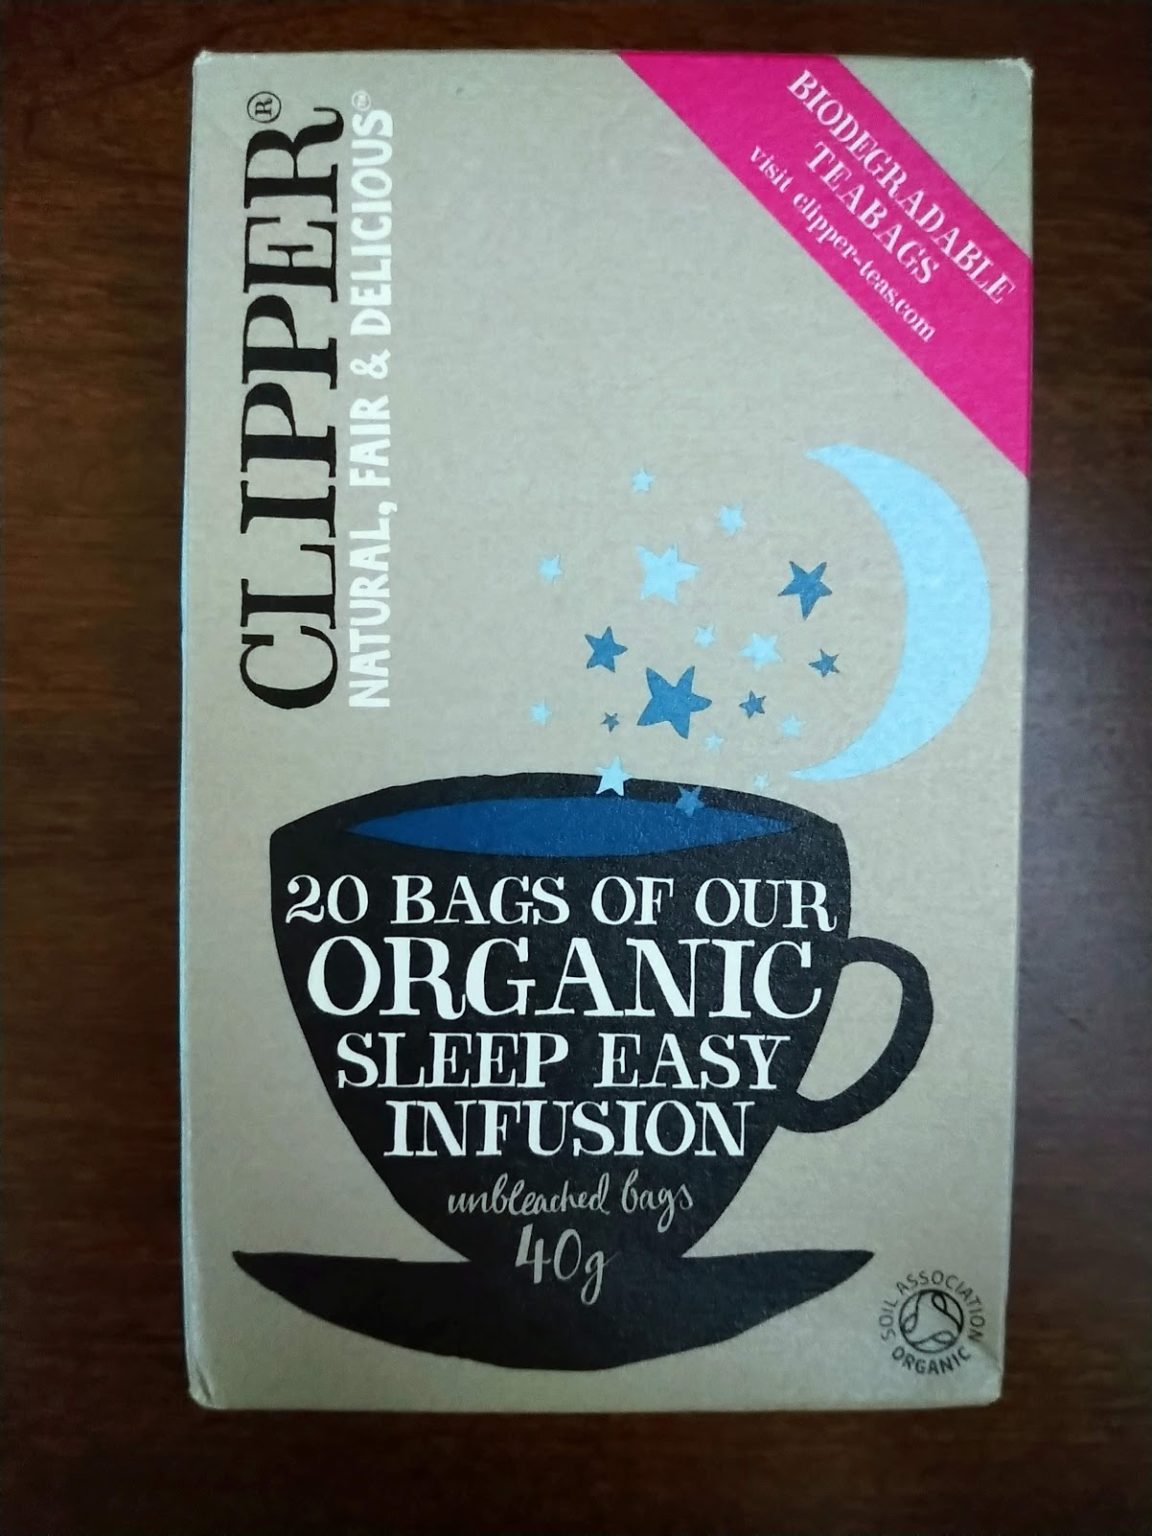 CLIPPER®
NATURAL, FAIR & DELICIOUS™
BIODEGRADABLE
TEABAGS
visit clipper-teas.com
20 BAGS OF OUR
ORGANIC
SLEEP EASY
INFUSION
unbleached bags
40g
SOIL ASSOCIATION
ORGANIC